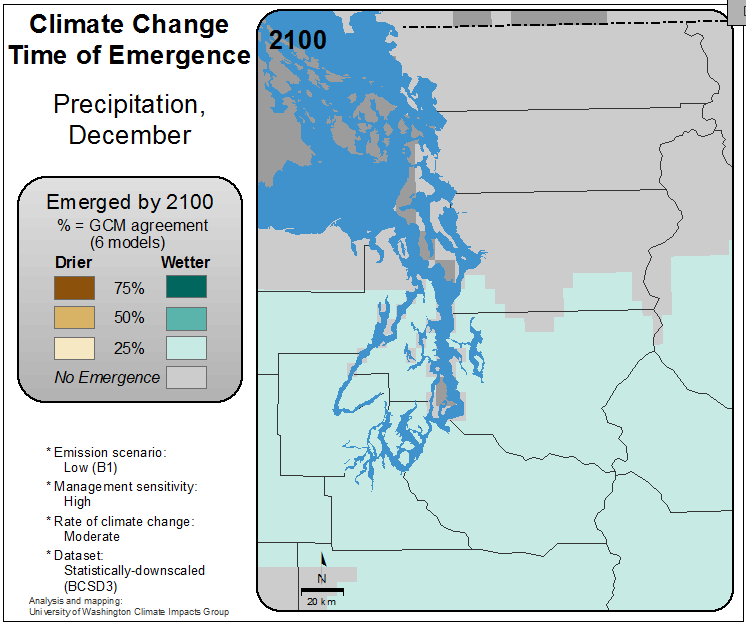 Climate Change
Time of Emergence
Precipitation,
December
Emerged by 2100
% = GCM agreement
(6 models)
Drier Wetter
75%
50%
25%
No Emergence
* Emission scenario:
Low (B1)
* Management sensitivity:
High
* Rate of climate change:
Moderate
* Dataset:
Statistically-downscaled
(BCSD3)
Analysis and mapping:
University of Washington Climate Impacts Group
2100
N
20 km